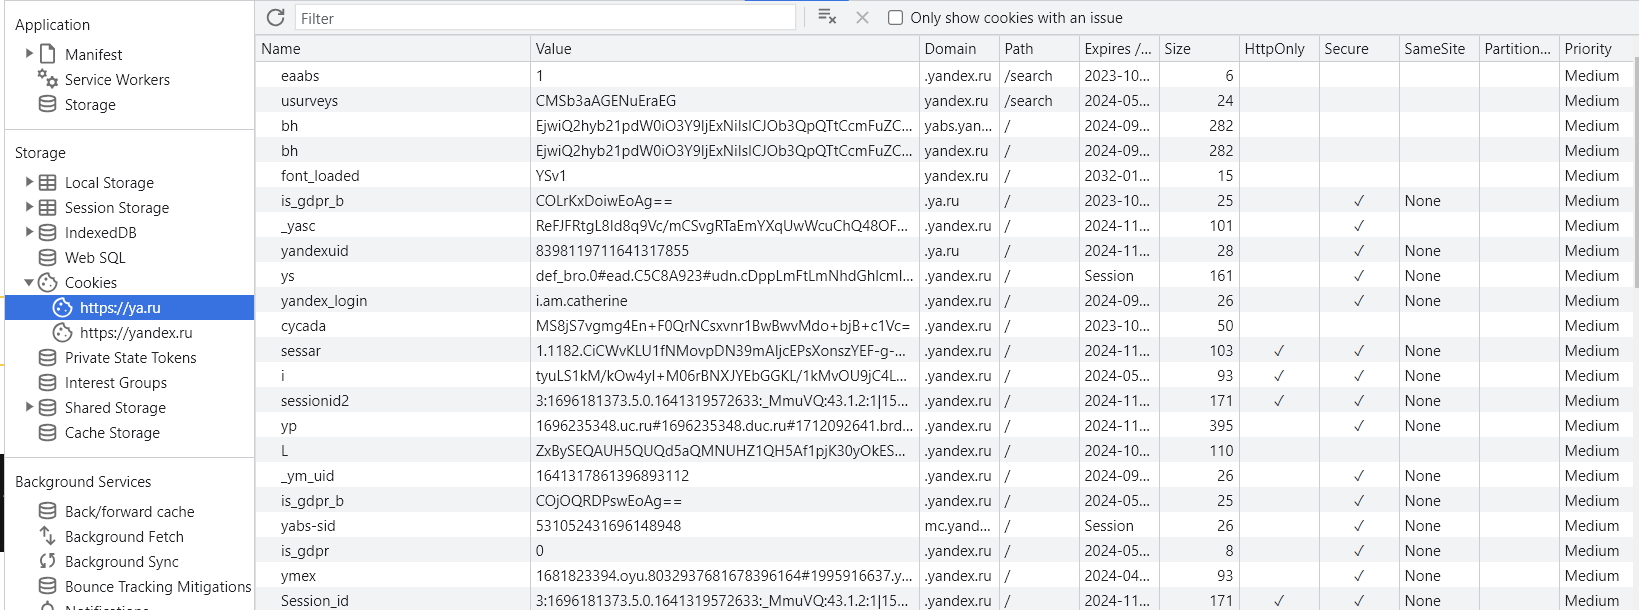 Application
Manifest
Service Workers
Storage
Storage
Local Storage
Session Storage
IndexedDB
Web SQL
Cookies
https://ya.ru
https://yandex.ru
Private State Tokens
Interest Groups
Shared Storage
Cache Storage
Background Services
Back/forward cache
Background Fetch
Background Sync
Bounce Tracking Mitigations
Notifications
Filter
Only show cookies with an issue
Name Value Domain Path Expires /... Size HttpOnly Secure SameSite Partition... Priority
eaabs 1 .yandex.ru /search 2023-10... 6 Medium
usurveys CMSb3aAGENuEraEG yandex.ru /search 2024-05... 24 Medium
bh EjwiQ2hyb21pdW0iO3Y9IjExNiIsICJOb3QpQTtCcmFuZC... yabs.yan... / 2024-09... 282 Medium
bh EjwiQ2hyb21pdW0iO3Y9IjExNiIsICJOb3QpQTtCcmFuZC... yandex.ru / 2024-09... 282 Medium
font_loaded YSv1 yandex.ru / 2032-01... 15 Medium
is_gdpr_b COLrKxDoiwEoAg== .ya.ru / 2023-10... 25 ✓ None Medium
_yasc ReFJFRtgL8Id8q9Vc/mCSvgRTaEmYXqUwWcuChQ48OF... .yandex.ru / 2024-11... 101 ✓ Medium
yandexuid 8398119711641317855 .ya.ru / 2024-11... 28 ✓ None Medium
ys def_bro.0#ead.C5C8A923#udn.cDppLmFtLmNhdGhlcmI... .yandex.ru / Session 161 ✓ None Medium
yandex_login i.am.catherine .yandex.ru / 2024-09... 26 ✓ None Medium
cycada MS8jS7vgmg4En+F0QrNCsxvnr1BwBwvMdo+bjB+c1Vc= .yandex.ru / 2023-10... 50 Medium
sessar 1.1182.CiCWvKLU1fNMovpDN39mAljcEPsXonszYEF-g-... .yandex.ru / 2024-11... 103 ✓ ✓ None Medium
i tyuLS1kM/kOw4yI+M06rBNXJYEbGGKL/1kMvOU9jC4L... .yandex.ru / 2024-05... 93 ✓ ✓ None Medium
sessionid2 3:1696181373.5.0.1641319572633:_MmuVQ:43.1.2:1|15... .yandex.ru / 2024-11... 171 ✓ ✓ None Medium
yp 1696235348.uc.ru#1696235348.duc.ru#1712092641.brd... .yandex.ru / 2024-11... 395 ✓ None Medium
L ZxBySEQAUH5QUQd5aQMNUHZ1QH5Af1pjK30yOkES... .yandex.ru / 2024-10... 110 Medium
_ym_uid 1641317861396893112 .yandex.ru / 2024-09... 26 ✓ None Medium
is_gdpr_b COjOQRDPswEoAg== .yandex.ru / 2024-05... 25 ✓ None Medium
yabs-sid 531052431696148948 mc.yand... / Session 26 ✓ None Medium
is_gdpr 0 .yandex.ru / 2024-05... 8 ✓ None Medium
ymex 1681823394.oyu.8032937681678396164#1995916637.y... .yandex.ru / 2024-04... 93 ✓ None Medium
Session_id 3:1696181373.5.0.1641319572633:_MmuVQ:43.1.2:1|15... .yandex.ru / 2024-11... 171 ✓ ✓ None Medium